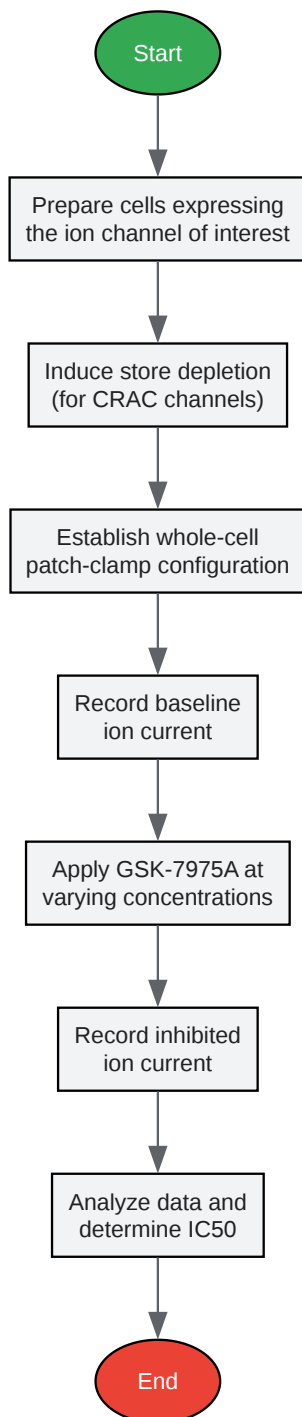 Start
Prepare cells expressing
the ion channel of interest
Induce store depletion
(for CRAC channels)
Establish whole-cell
patch-clamp configuration
Record baseline
ion current
Apply GSK-7975A at
varying concentrations
Record inhibited
ion current
Analyze data and
determine IC50
End